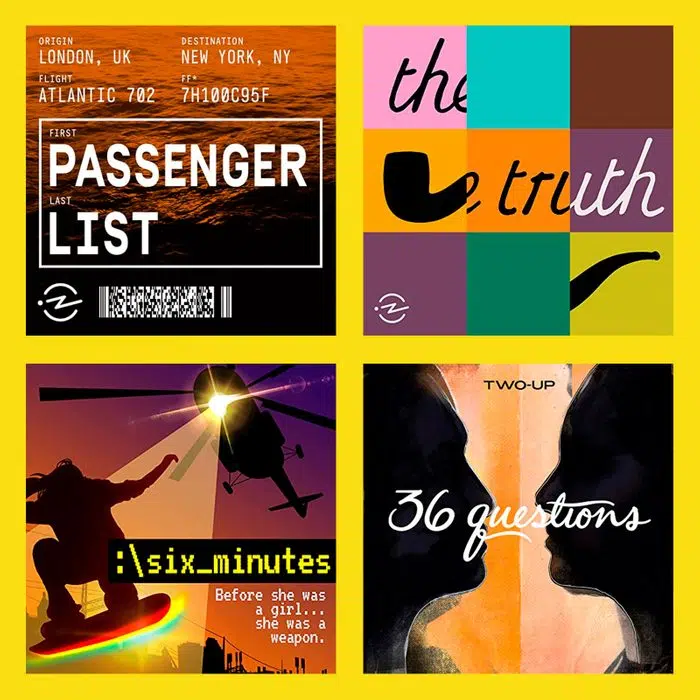 ORIGIN DESTINATION
LONDON, UK NEW YORK, NY
FLIGHT FF*
ATLANTIC 702 7H100C95F
FIRST
PASSENGER
LAST
LIST
the
e truth
TWO-UP
36 questions
:\six_minutes
Before she was
a girl...
she was a
weapon.